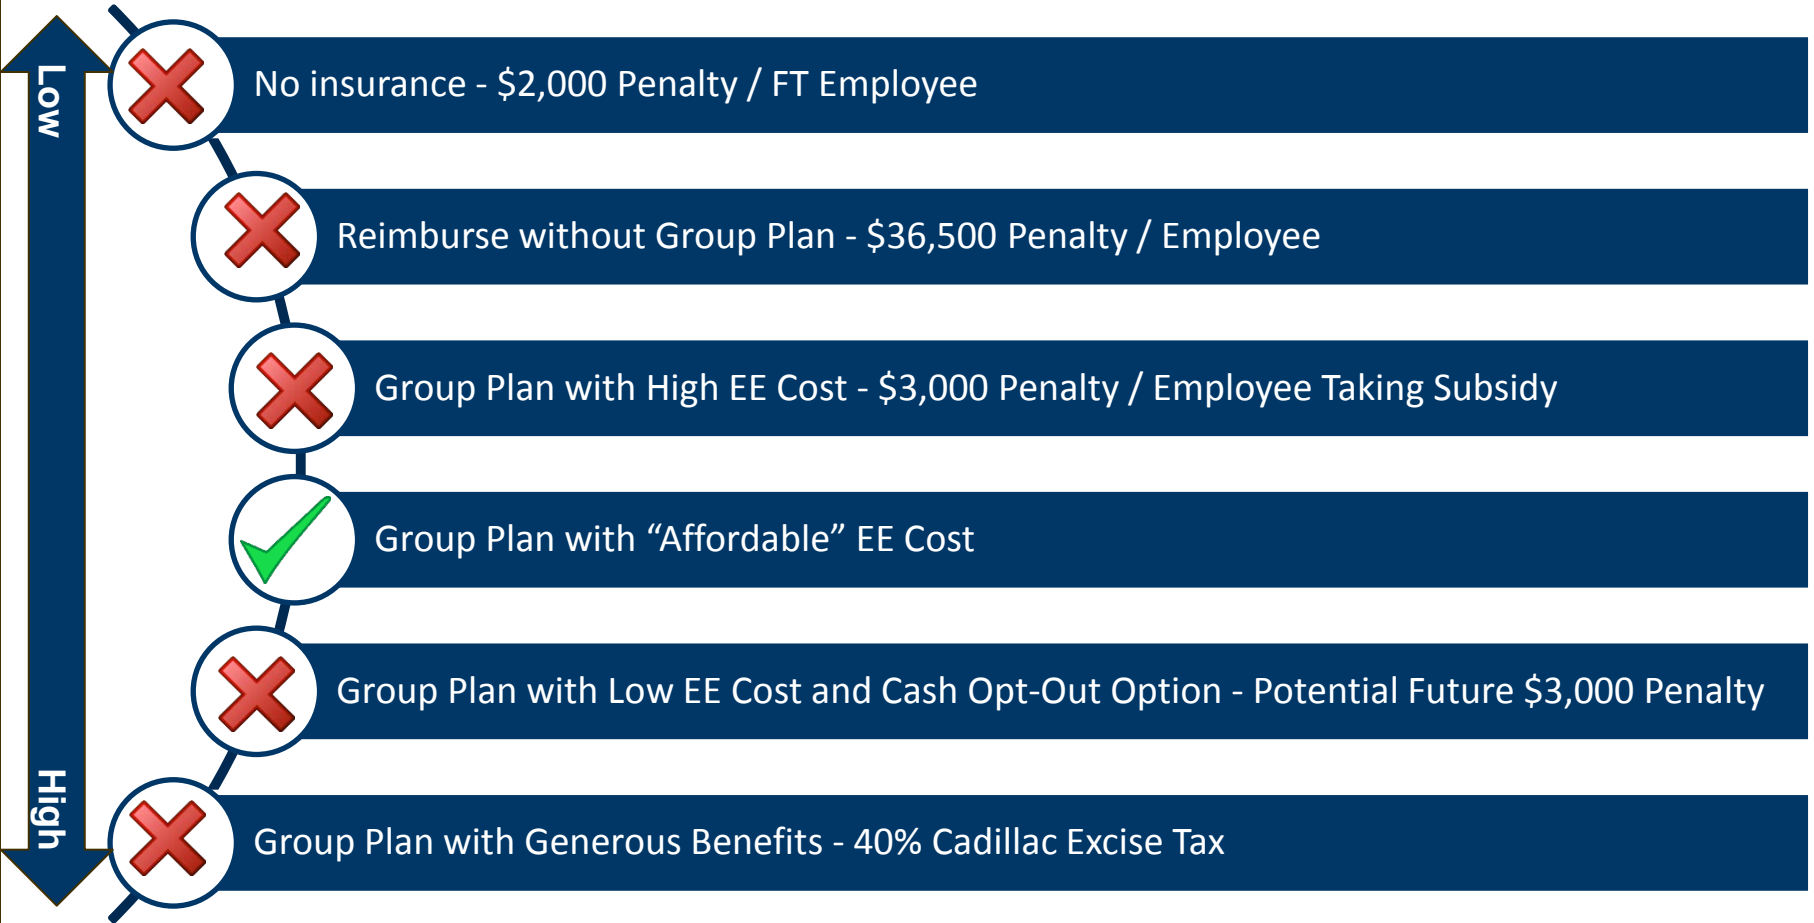 Low
No insurance - $2,000 Penalty / FT Employee
Reimburse without Group Plan - $36,500 Penalty / Employee
Group Plan with High EE Cost - $3,000 Penalty / Employee Taking Subsidy
Group Plan with “Affordable” EE Cost
Group Plan with Low EE Cost and Cash Opt-Out Option - Potential Future $3,000 Penalty
High
Group Plan with Generous Benefits - 40% Cadillac Excise Tax